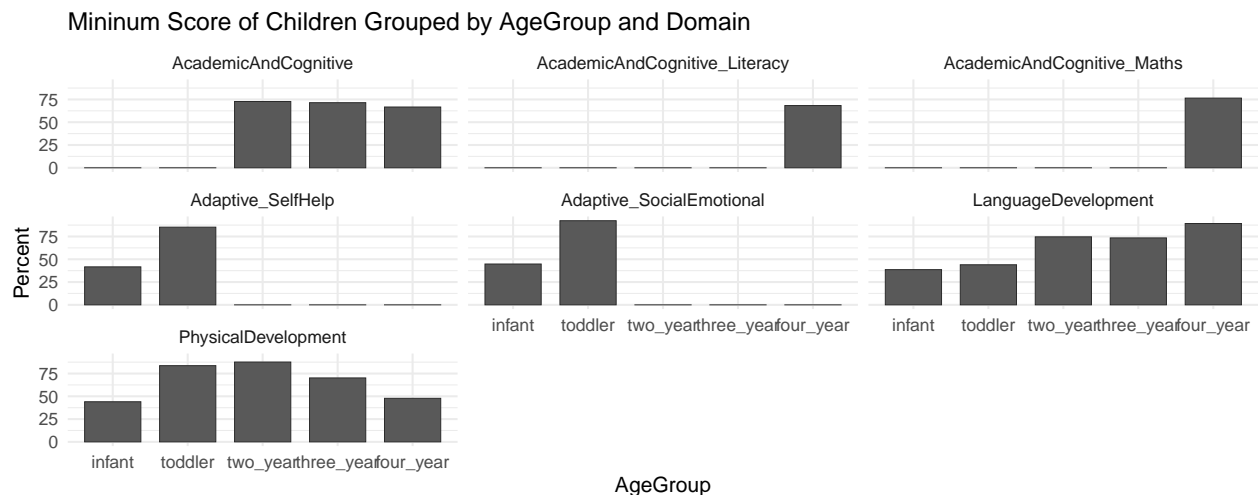 Mininum Score of Children Grouped by AgeGroup and Domain
AcademicAndCognitive
AcademicAndCognitive_Literacy
AcademicAndCognitive_Maths
75
50
25
0
Adaptive_SelfHelp
Adaptive_SocialEmotional
LanguageDevelopment
75
50
25
0
Percent
infant toddler two_year three_year four_year
infant toddler two_year three_year four_year
PhysicalDevelopment
75
50
25
0
infant toddler two_year three_year four_year
AgeGroup